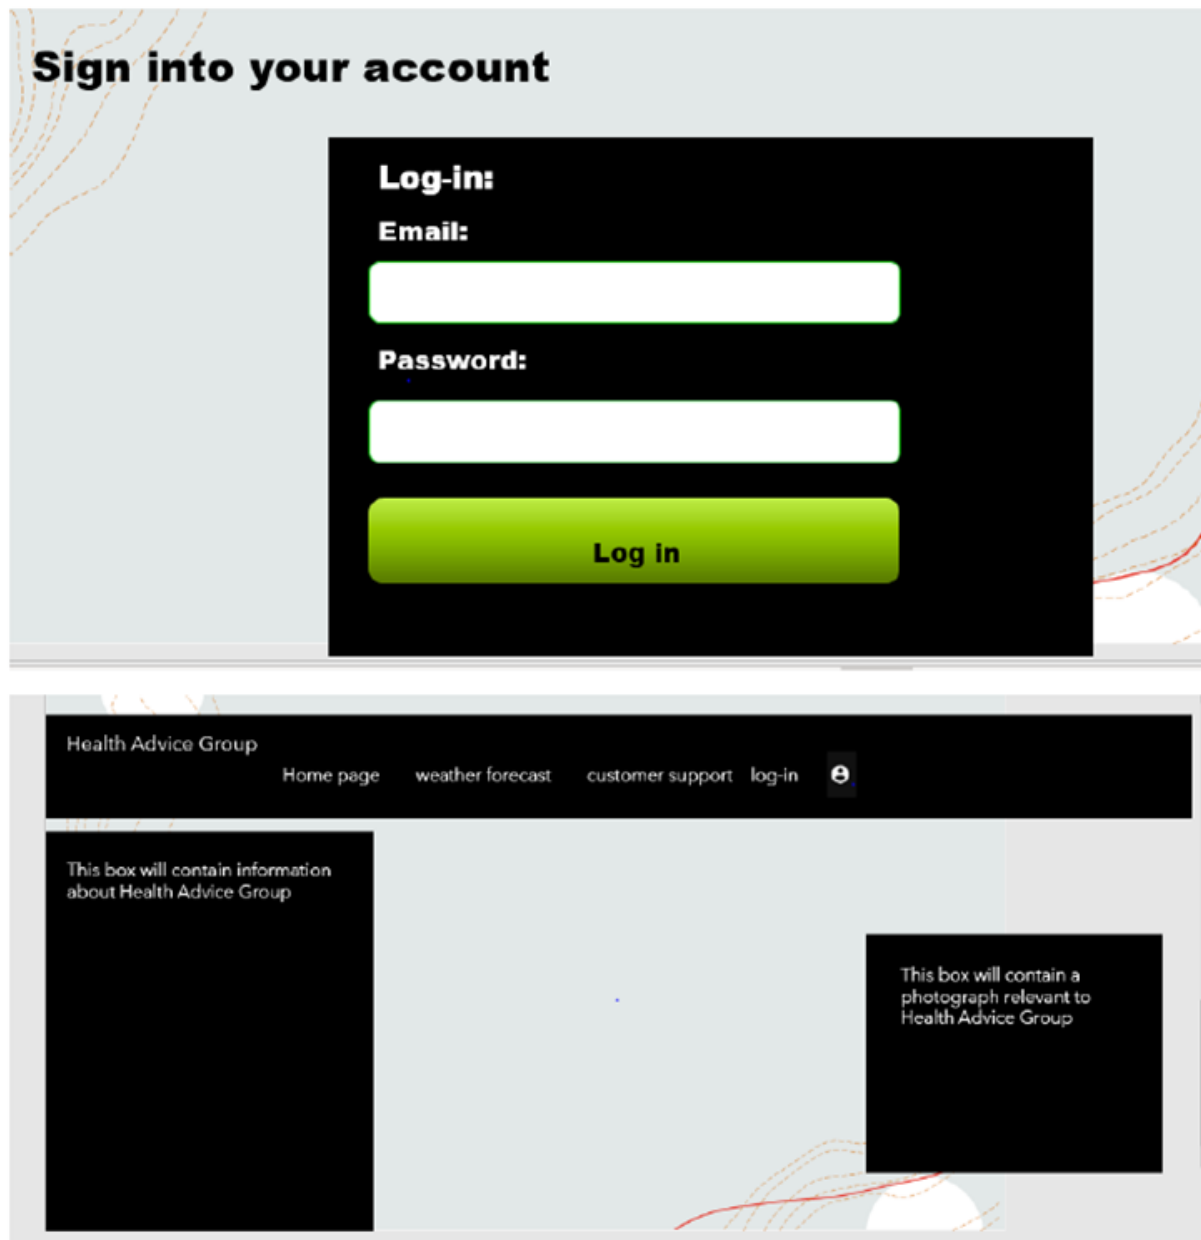 Sign into your account
Log-in:
Email:
Password:
Log in
Health Advice Group
Home page weather forecast customer support log-in
This box will contain information
about Health Advice Group
This box will contain a
photograph relevant to
Health Advice Group